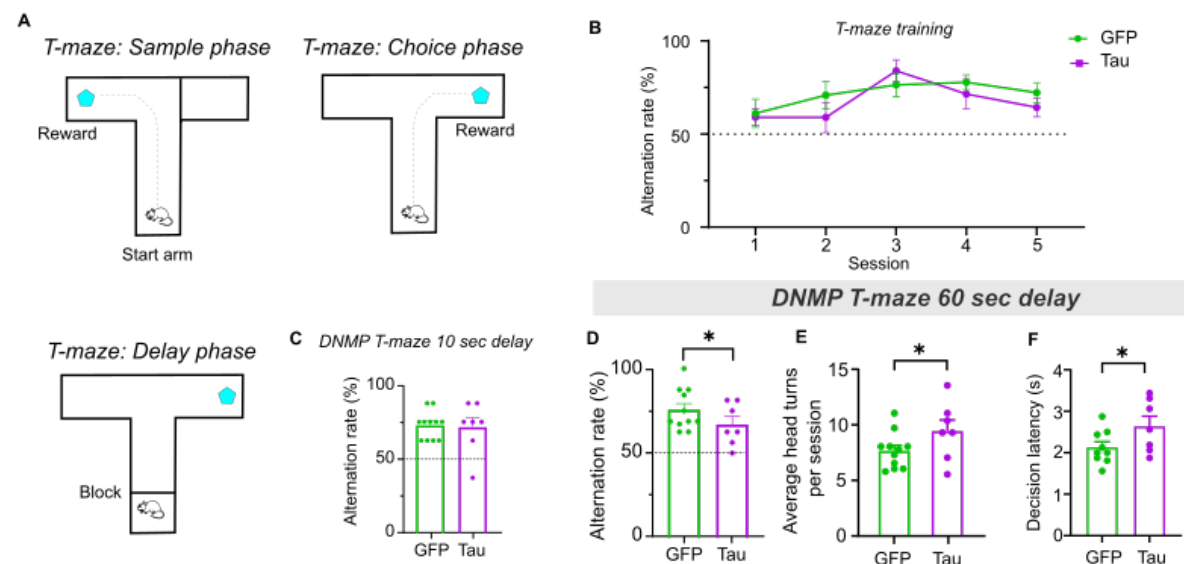 A
T-maze: Sample phase
T-maze: Choice phase
Reward
Reward
Start arm
B
T-maze training
GFP
Tau
Alternation rate (%)
100
50
0
1 2 3 4 5
Session
DNMP T-maze 60 sec delay
T-maze: Delay phase
Block
C
DNMP T-maze 10 sec delay
Alternation rate (%)
100
50
0
GFP Tau
D
*
Alternation rate (%)
100
50
0
GFP Tau
E
*
Average head turns
per session
15
10
5
0
GFP Tau
F
*
Decision latency (s)
4
3
2
1
0
GFP Tau